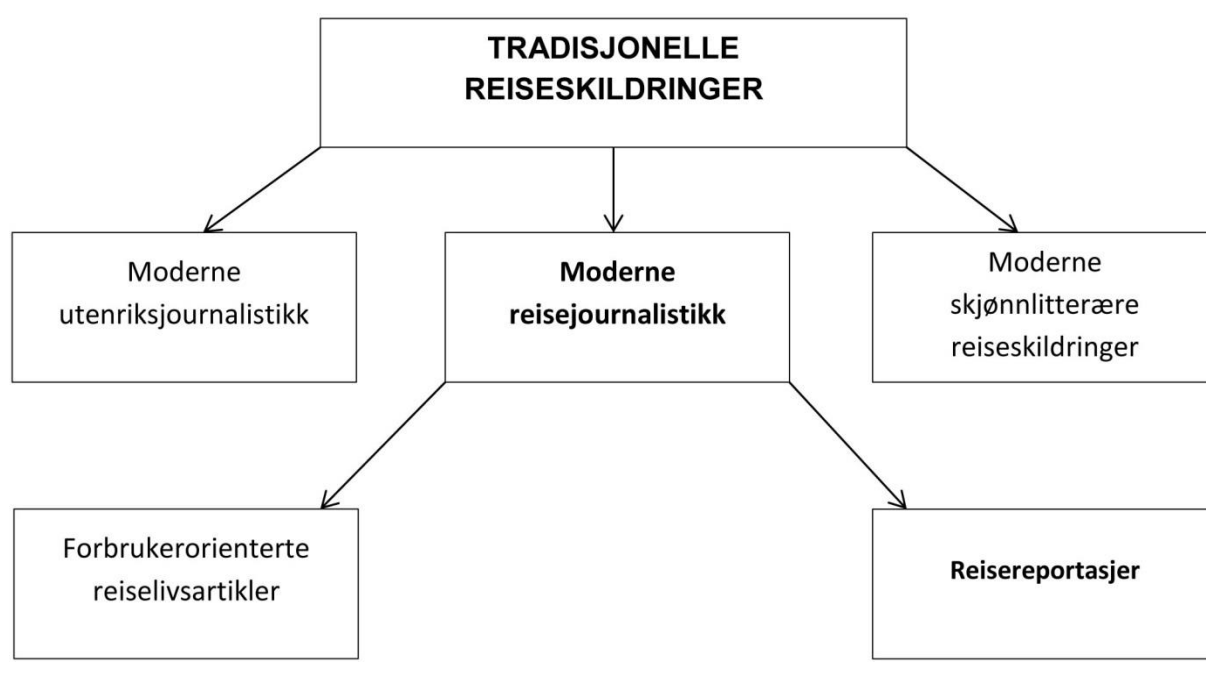 TRADISJONELLE
REISESKILDRINGER
Moderne
utenriksjournalistikk
Moderne
reisejournalistikk
Moderne
skjønnlitterære
reiseskildringer
Forbrukerorienterte
reiselivsartikler
Reisereportasjer